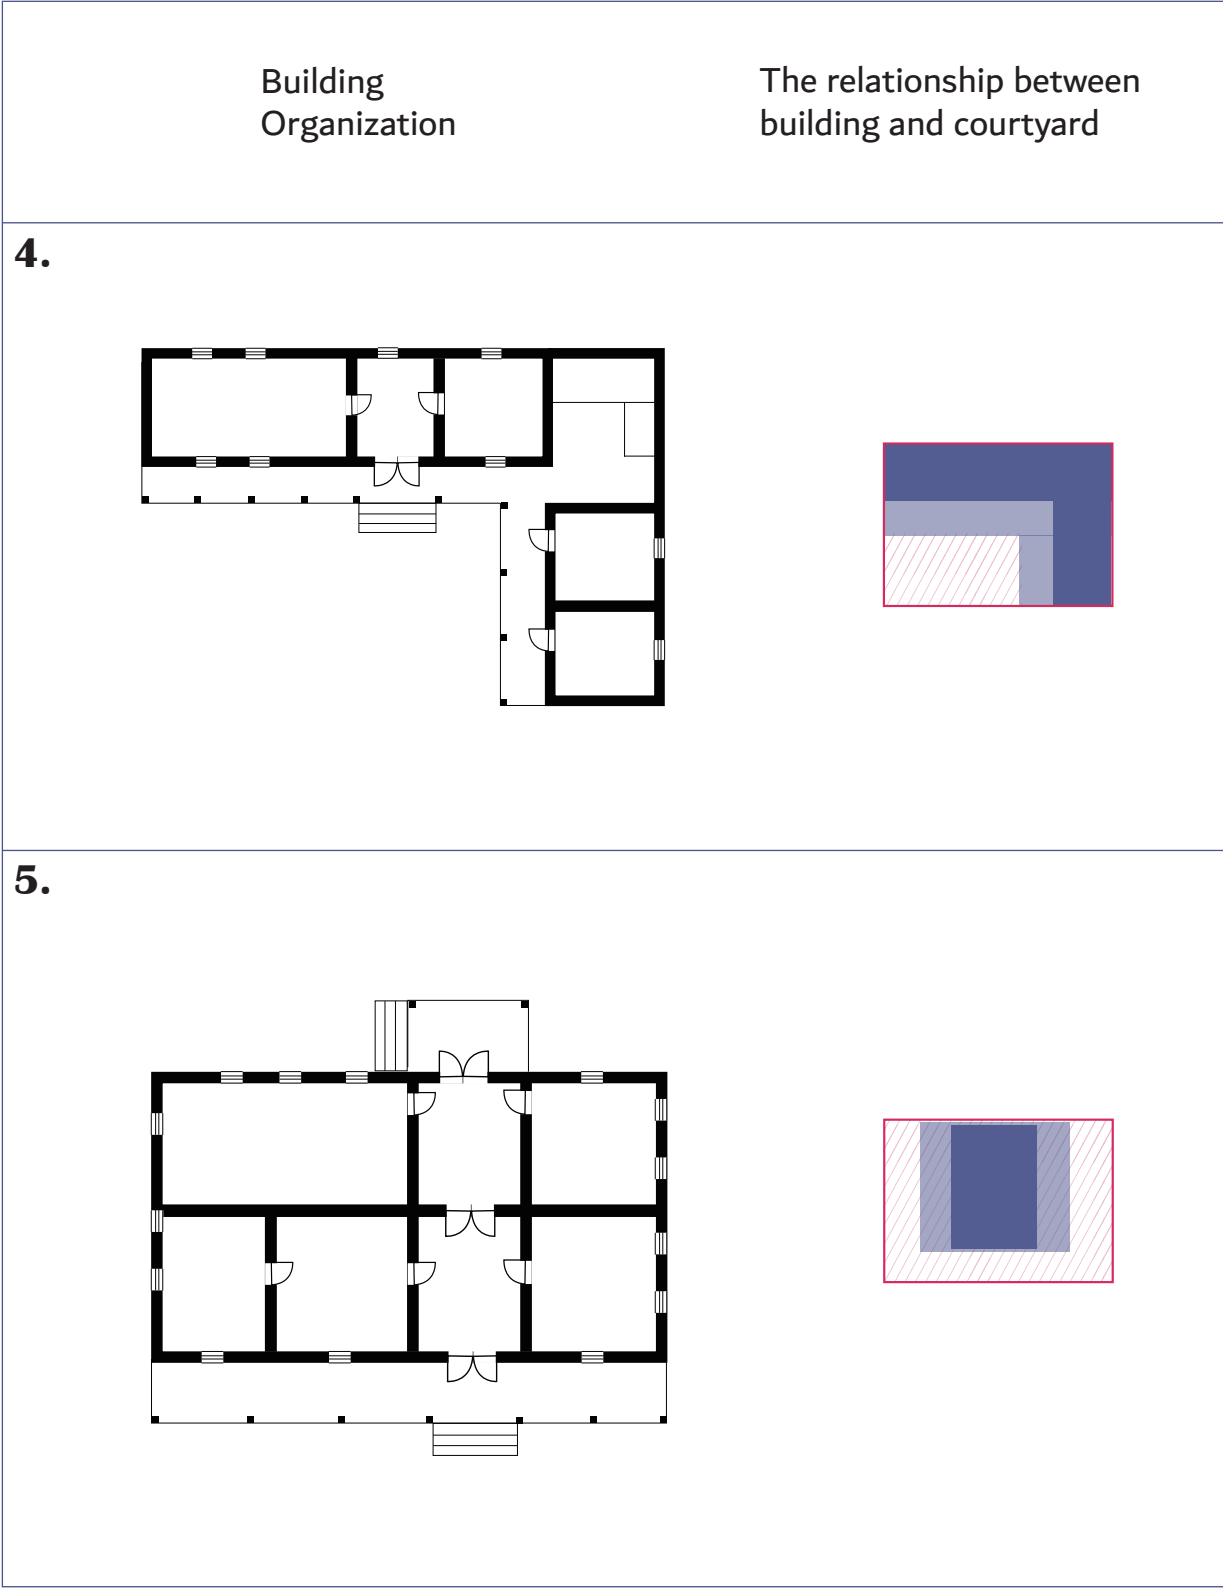 Building
Organization
The relationship between
building and courtyard
4.
5.